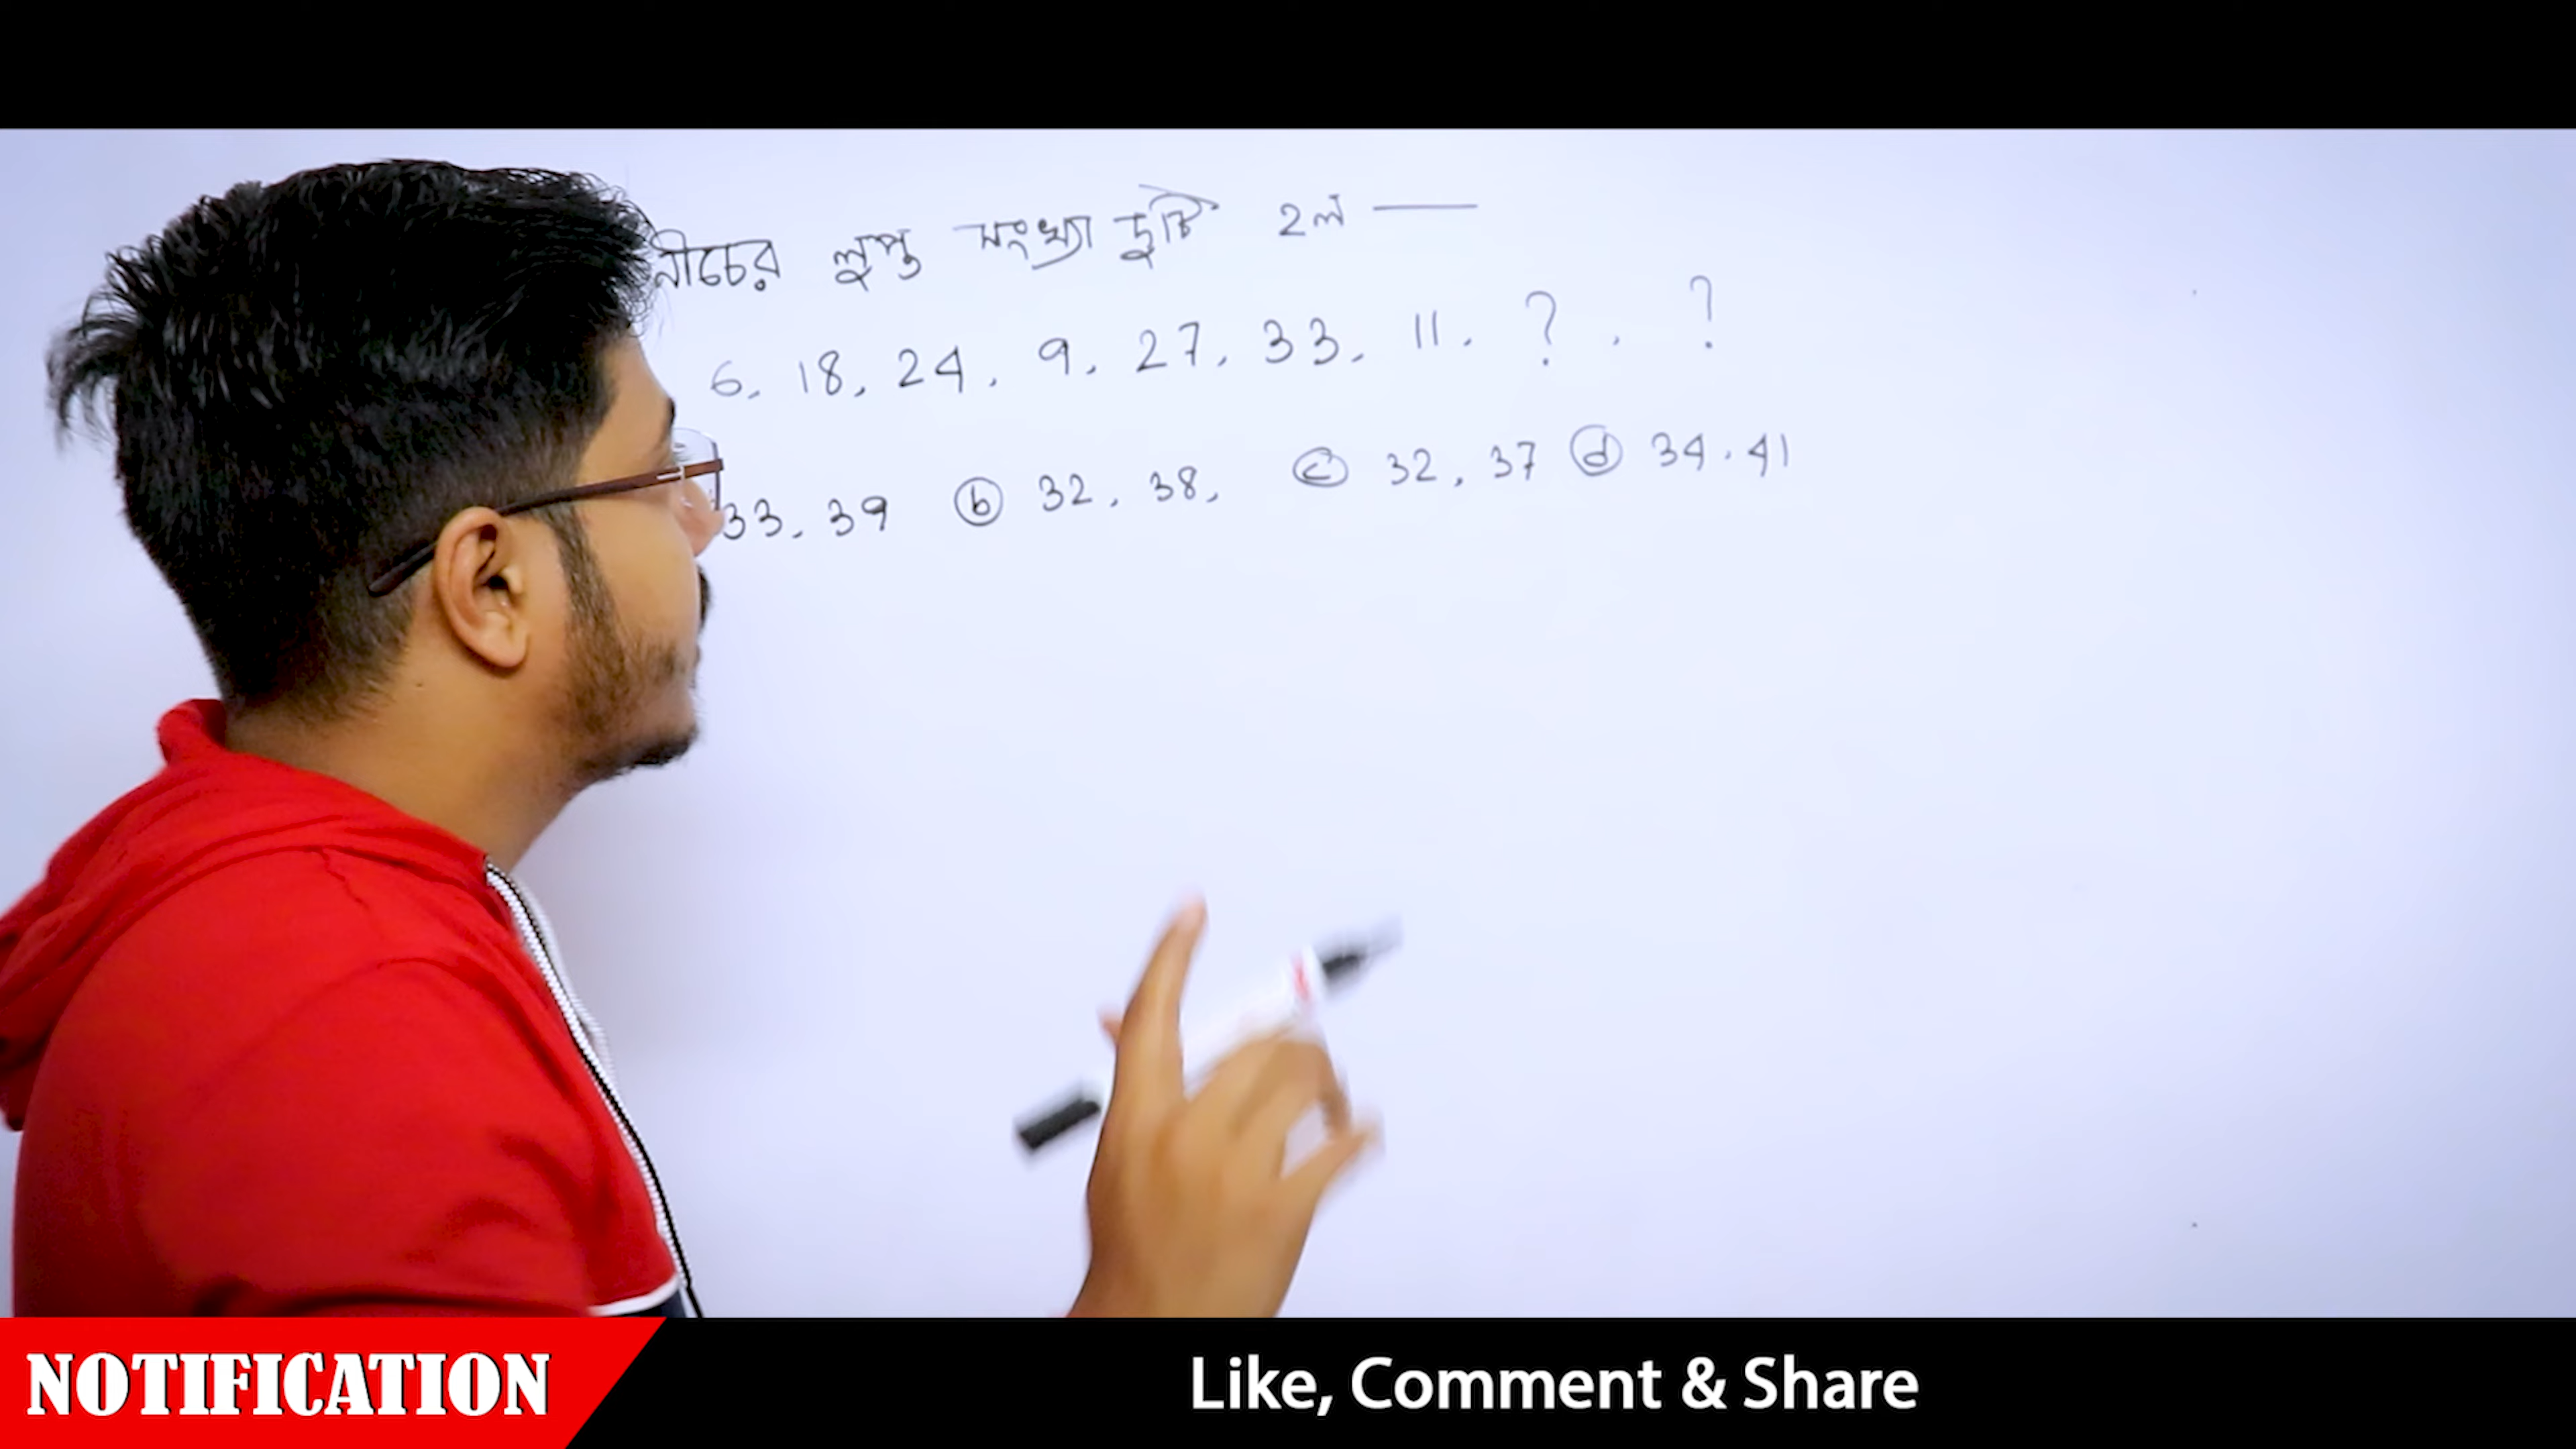 নীচের লুপ্ত সংখ্যা দুটি হল —
6, 18, 24, 9, 27, 33, 11, ?, ?
33, 39 ⓑ 32, 38, ⓒ 32, 37 ⓓ 34, 41
NOTIFICATION
Like, Comment & Share